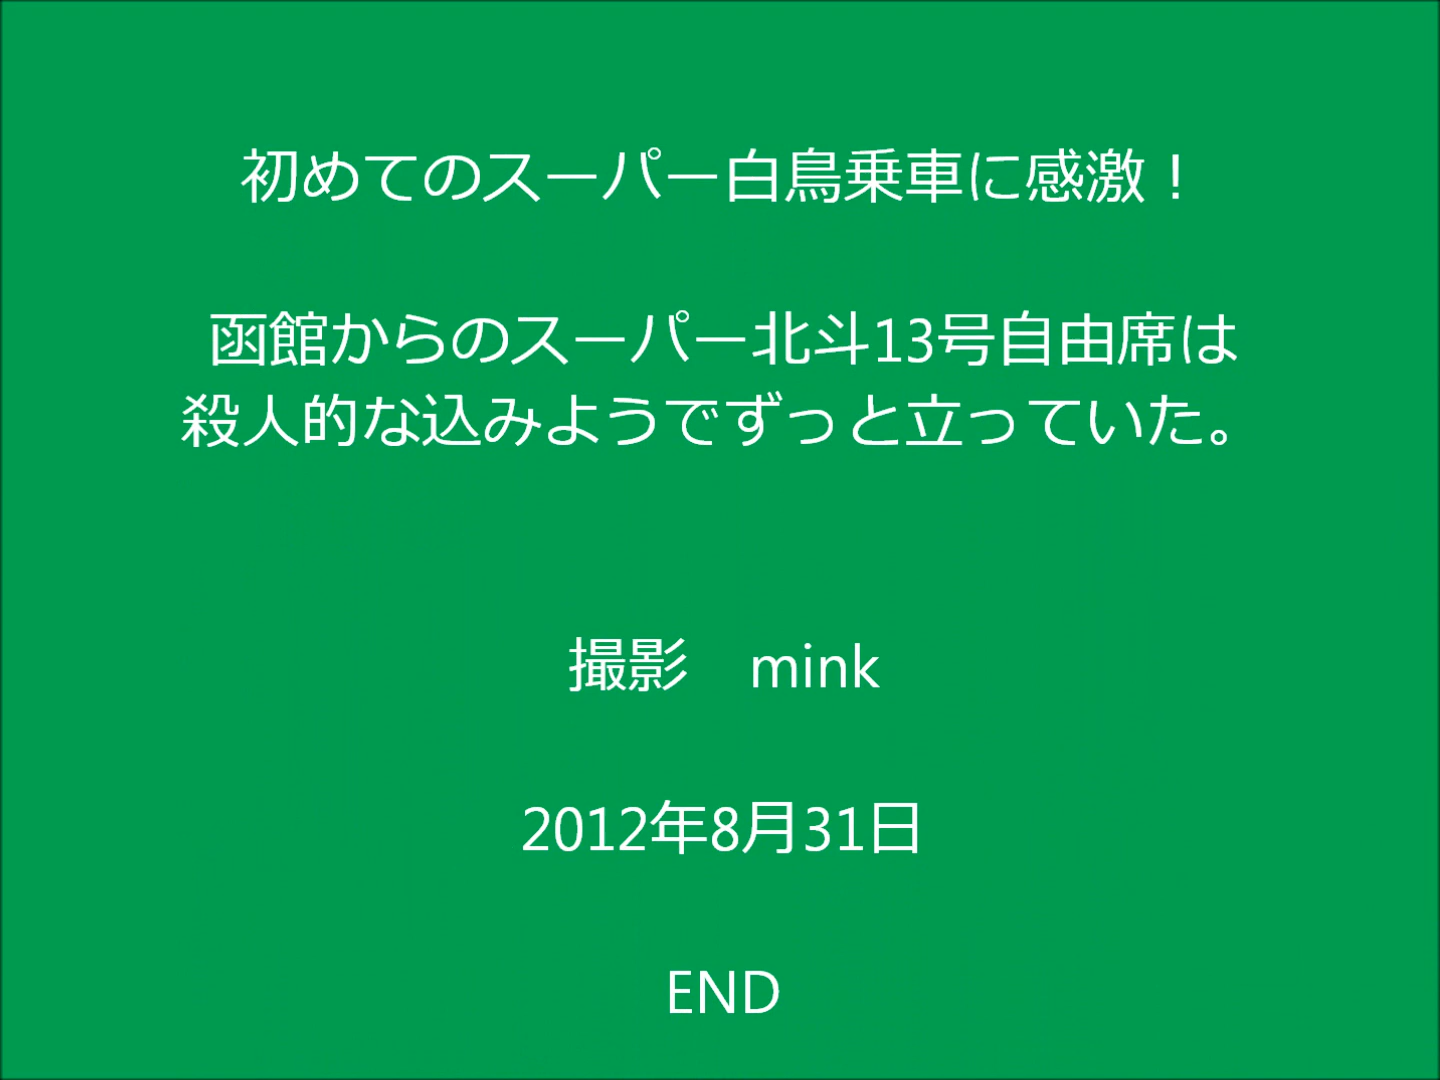 初めてのスーパー白鳥乗車に感激！
函館からのスーパー北斗13号自由席は
殺人的な込みようでずっと立っていた。
撮影　mink
2012年8月31日
END